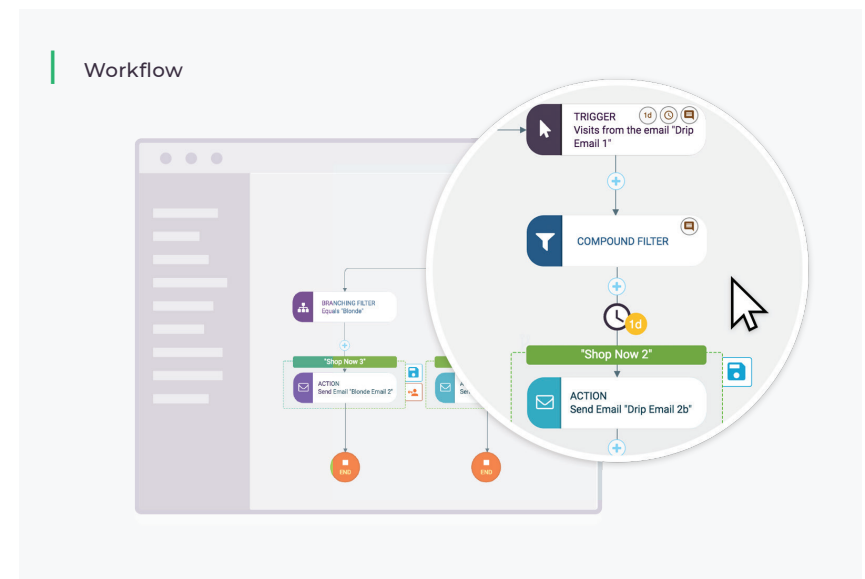 Workflow
TRIGGER
1d
Visits from the email "Drip
Email 1"
COMPOUND FILTER
1d
"Shop Now 2"
ACTION
Send Email "Drip Email 2b"
BRANCHING FILTER
Equals "Blonde"
"Shop Now 3"
ACTION
Send Email "Blonde Email 2"
END
END